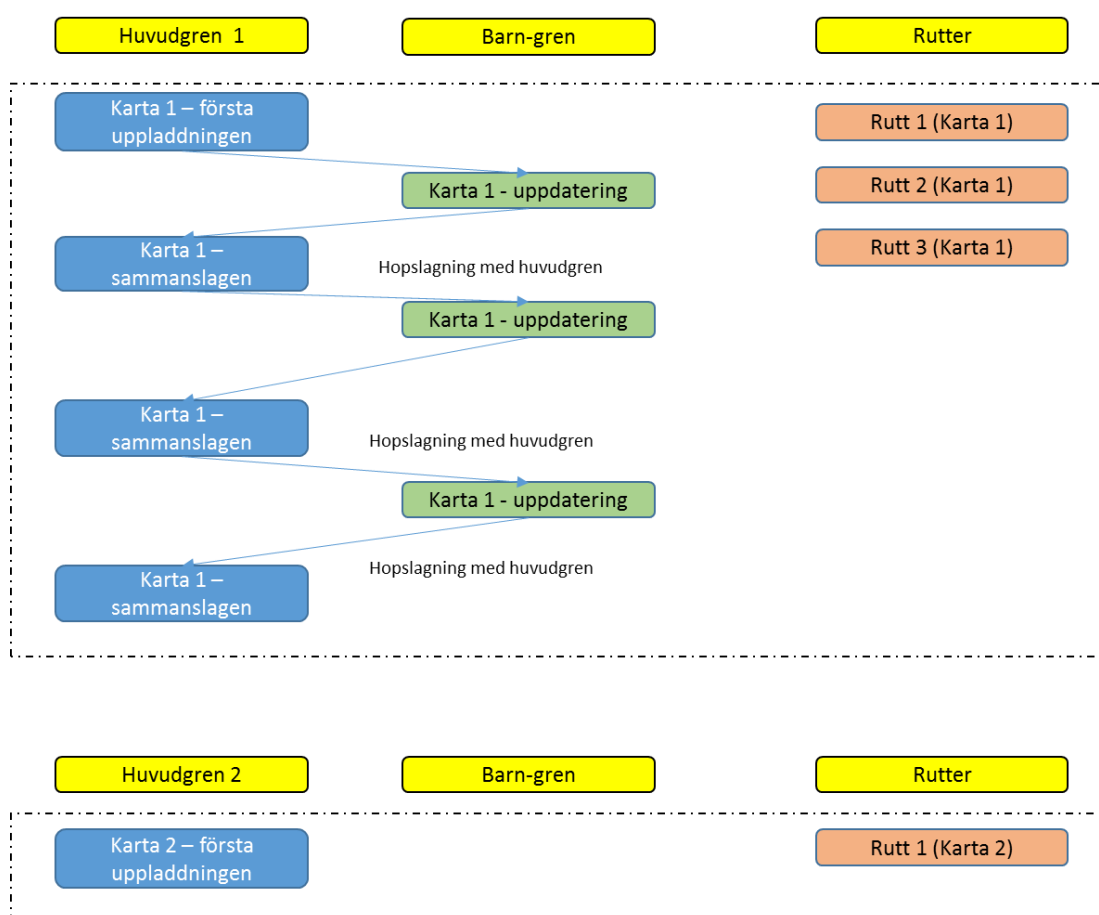 Huvudgren  1
Barn-gren
Rutter
Karta 1 – första
uppladdningen
Rutt 1 (Karta 1)
Karta 1 - uppdatering
Rutt 2 (Karta 1)
Karta 1 –
sammanslagen
Hopslagning med huvudgren
Rutt 3 (Karta 1)
Karta 1 - uppdatering
Karta 1 –
sammanslagen
Hopslagning med huvudgren
Karta 1 - uppdatering
Hopslagning med huvudgren
Karta 1 –
sammanslagen
Huvudgren 2
Barn-gren
Rutter
Karta 2 – första
uppladdningen
Rutt 1 (Karta 2)